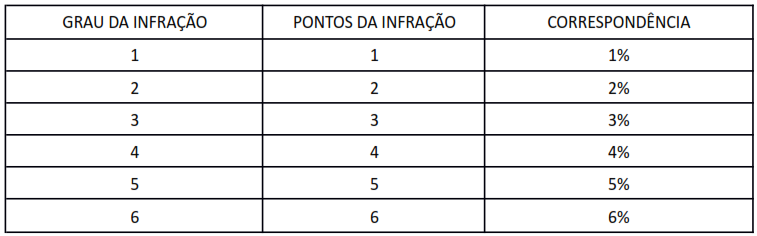 GRAU DA INFRAÇÃO PONTOS DA INFRAÇÃO CORRESPONDÊNCIA
1 1 1%
2 2 2%
3 3 3%
4 4 4%
5 5 5%
6 6 6%